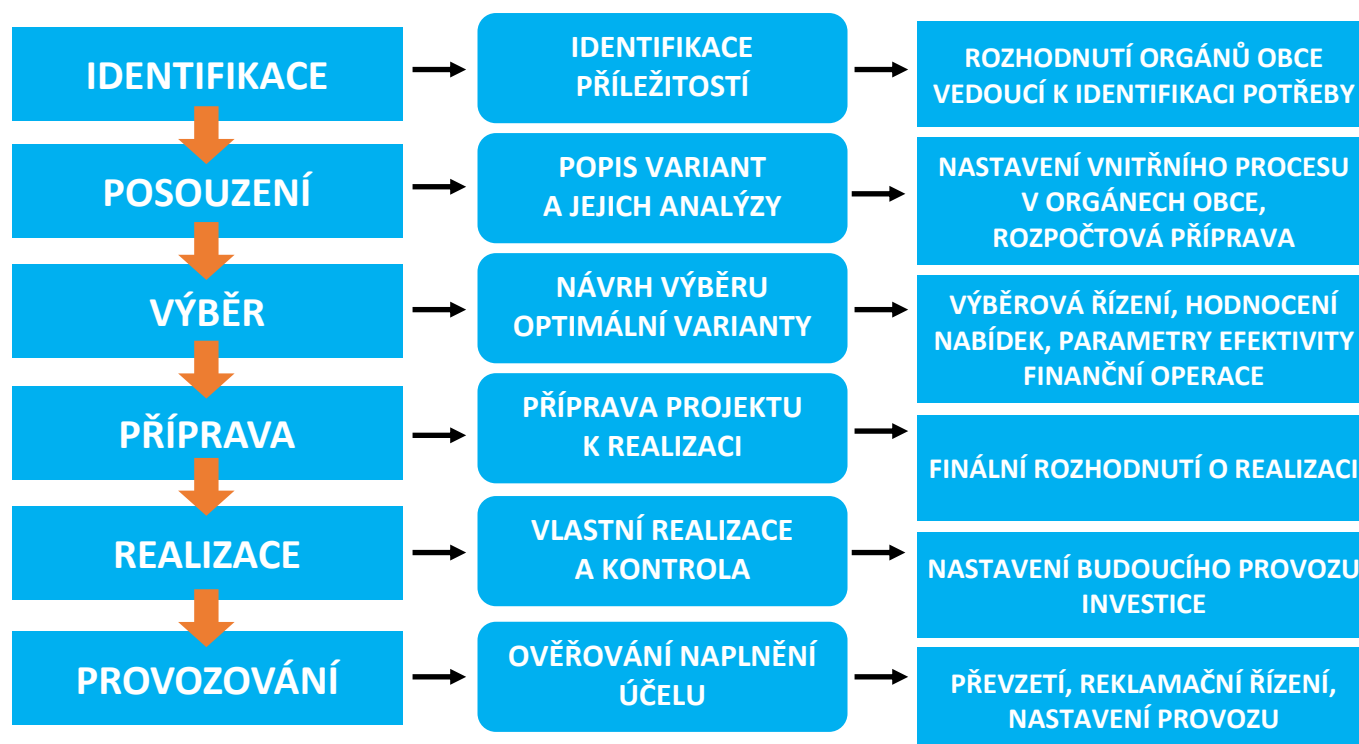 IDENTIFIKACE
IDENTIFIKACE
PŘÍLEŽITOSTÍ
ROZHODNUTÍ ORGÁNŮ OBCE
VEDOUCÍ K IDENTIFIKACI POTŘEBY
POSOUZENÍ
POPIS VARIANT
A JEJICH ANALÝZY
NASTAVENÍ VNITŘNÍHO PROCESU
V ORGÁNECH OBCE,
ROZPOČTOVÁ PŘÍPRAVA
VÝBĚR
NÁVRH VÝBĚRU
OPTIMÁLNÍ VARIANTY
VÝBĚROVÁ ŘÍZENÍ, HODNOCENÍ
NABÍDEK, PARAMETRY EFEKTIVITY
FINANČNÍ OPERACE
PŘÍPRAVA
PŘÍPRAVA PROJEKTU
K REALIZACI
FINÁLNÍ ROZHODNUTÍ O REALIZACI
REALIZACE
VLASTNÍ REALIZACE
A KONTROLA
NASTAVENÍ BUDOUCÍHO PROVOZU
INVESTICE
PROVOZOVÁNÍ
OVĚŘOVÁNÍ NAPLNĚNÍ
ÚČELU
PŘEVZETÍ, REKLAMAČNÍ ŘÍZENÍ,
NASTAVENÍ PROVOZU